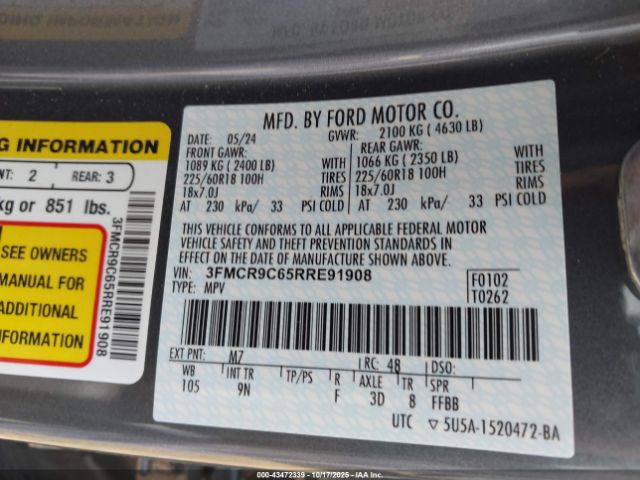 NG INFORMATION
NT: 2 REAR: 3
kg or 851 lbs.
SEE OWNERS
MANUAL FOR
ADDITIONAL
INFORMATION
3FMCR9C65RRE91908
MFD. BY FORD MOTOR CO.
DATE: 05/24 GVWR: 2100 KG ( 4630 LB)
FRONT GAWR: REAR GAWR:
1089 KG ( 2400 LB) WITH 1066 KG ( 2350 LB) WITH
225/60R18 100H TIRES 225/60R18 100H TIRES
18x7.0J RIMS 18x7.0J RIMS
AT 230 kPa/ 33 PSI COLD AT 230 kPa/ 33 PSI COLD
THIS VEHICLE CONFORMS TO ALL APPLICABLE FEDERAL MOTOR
VEHICLE SAFETY AND THEFT PREVENTION STANDARDS IN
EFFECT ON THE DATE OF MANUFACTURE SHOWN ABOVE.
VIN: 3FMCR9C65RRE91908
TYPE: MPV
F0102
T0262
EXT PNT: M7 RC: 48 DSO:
WB INT TR TP/PS R AXLE TR SPR
105 9N F 3D 8 FFBB
UTC ▽ 5U5A-1520472-BA
© 43472339 | 10/17/2025 | IAA Inc.